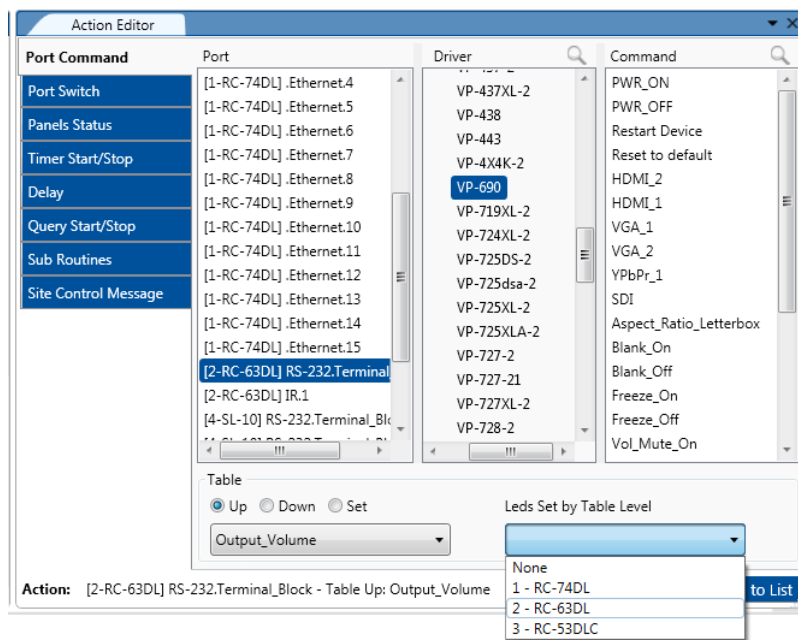 Action Editor
Port Command
Port Switch
Panels Status
Timer Start/Stop
Delay
Query Start/Stop
Sub Routines
Site Control Message
Port
[1-RC-74DL] .Ethernet.4
[1-RC-74DL] .Ethernet.5
[1-RC-74DL] .Ethernet.6
[1-RC-74DL] .Ethernet.7
[1-RC-74DL] .Ethernet.8
[1-RC-74DL] .Ethernet.9
[1-RC-74DL] .Ethernet.10
[1-RC-74DL] .Ethernet.11
[1-RC-74DL] .Ethernet.12
[1-RC-74DL] .Ethernet.13
[1-RC-74DL] .Ethernet.14
[1-RC-74DL] .Ethernet.15
[2-RC-63DL] RS-232.Terminal
[2-RC-63DL] IR.1
[4-SL-10] RS-232.Terminal_Blo
Driver
VP-437XL-2
VP-438
VP-443
VP-4X4K-2
VP-690
VP-719XL-2
VP-724XL-2
VP-725DS-2
VP-725dsa-2
VP-725XL-2
VP-725XLA-2
VP-727-2
VP-727-21
VP-727XL-2
VP-728-2
Command
PWR_ON
PWR_OFF
Restart Device
Reset to default
HDMI_2
HDMI_1
VGA_1
VGA_2
YPbPr_1
SDI
Aspect_Ratio_Letterbox
Blank_On
Blank_Off
Freeze_On
Freeze_Off
Vol_Mute_On
Table
Up Down Set
Output_Volume
Leds Set by Table Level
None
1 - RC-74DL
2 - RC-63DL
3 - RC-53DLC
Action: [2-RC-63DL] RS-232.Terminal_Block - Table Up: Output_Volume
to List